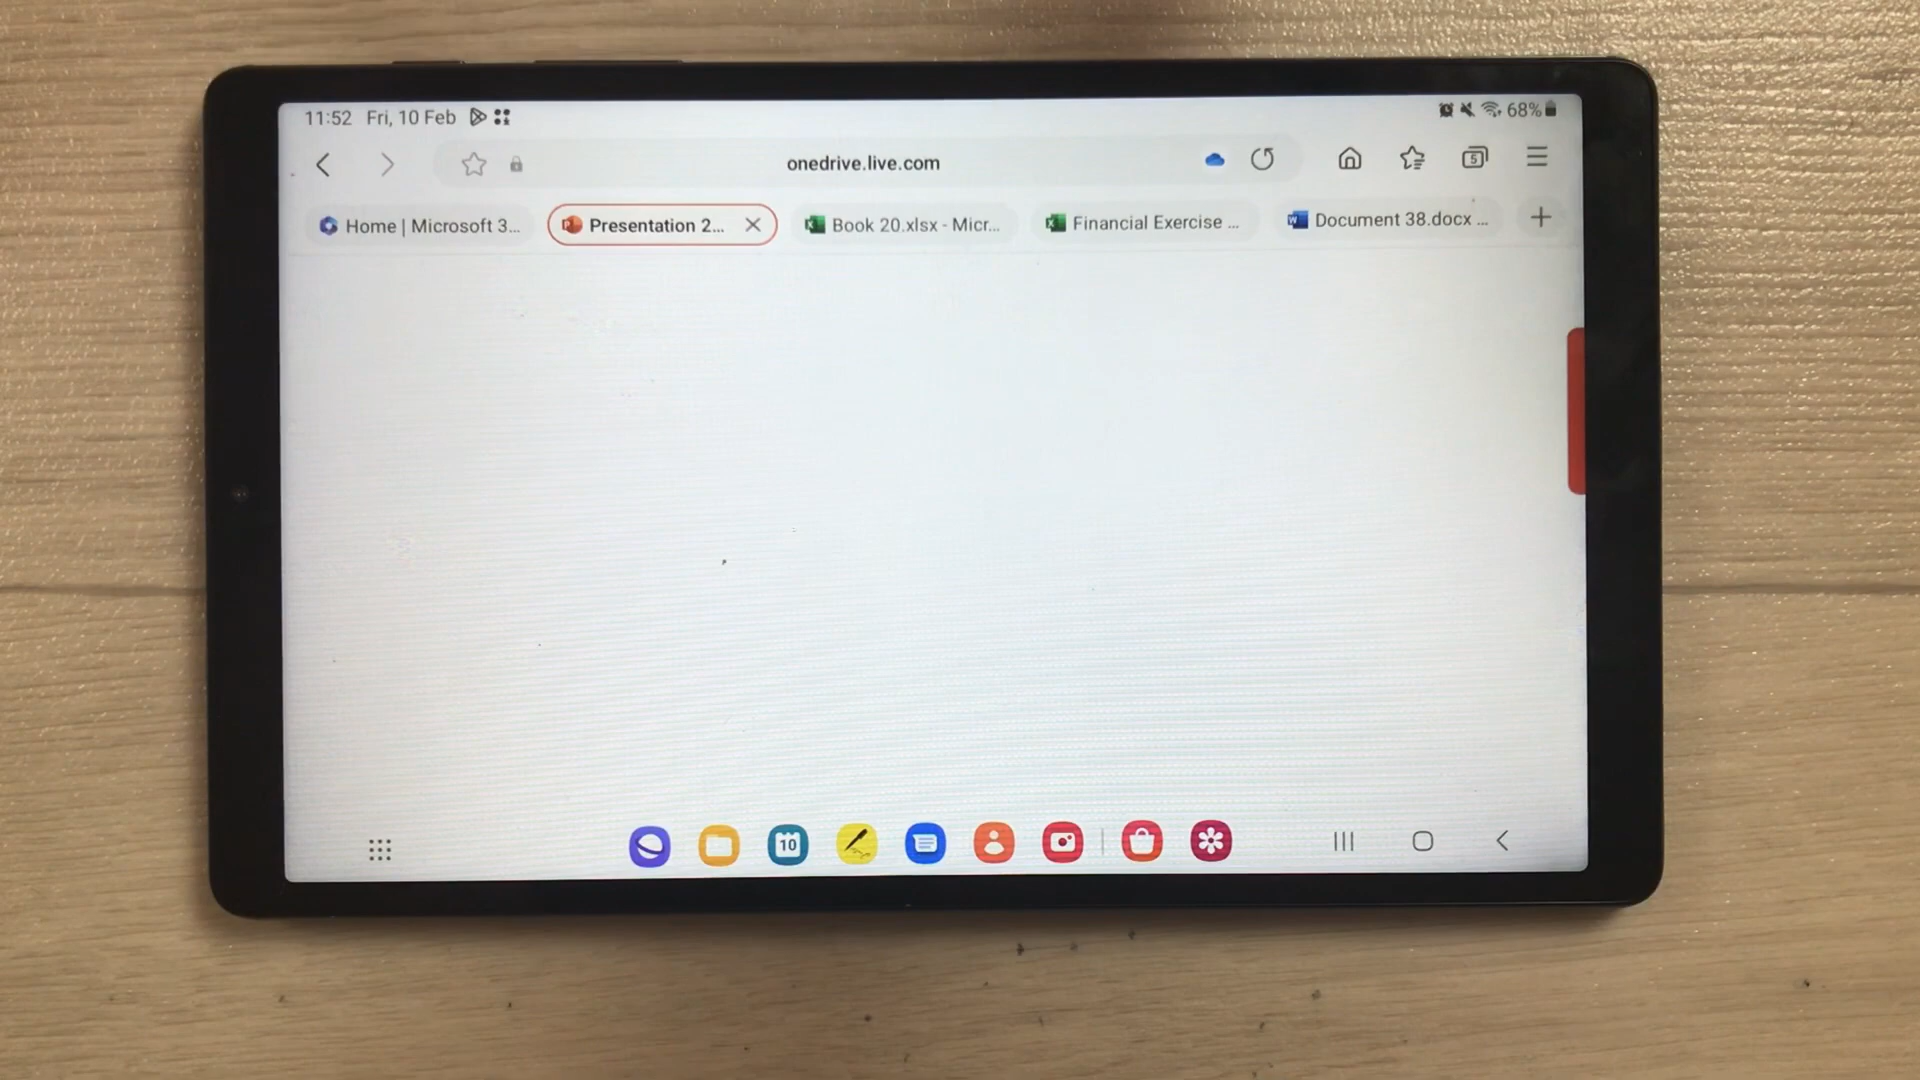 11:52 Fri, 10 Feb 68%
onedrive.live.com 5
Home | Microsoft 3... Presentation 2... Book 20.xlsx - Micr... Financial Exercise ... Document 38.docx ...
10